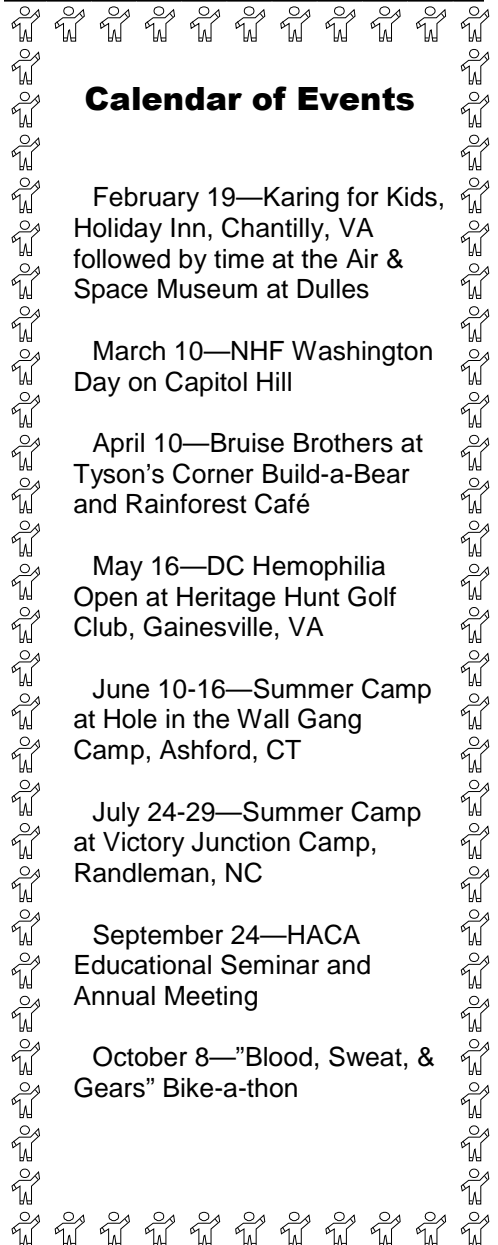 Calendar of Events
February 19—Karing for Kids,
Holiday Inn, Chantilly, VA
followed by time at the Air &
Space Museum at Dulles
March 10—NHF Washington
Day on Capitol Hill
April 10—Bruise Brothers at
Tyson's Corner Build-a-Bear
and Rainforest Café
May 16—DC Hemophilia
Open at Heritage Hunt Golf
Club, Gainesville, VA
June 10-16—Summer Camp
at Hole in the Wall Gang
Camp, Ashford, CT
July 24-29—Summer Camp
at Victory Junction Camp,
Randleman, NC
September 24—HACA
Educational Seminar and
Annual Meeting
October 8—”Blood, Sweat, &
Gears” Bike-a-thon